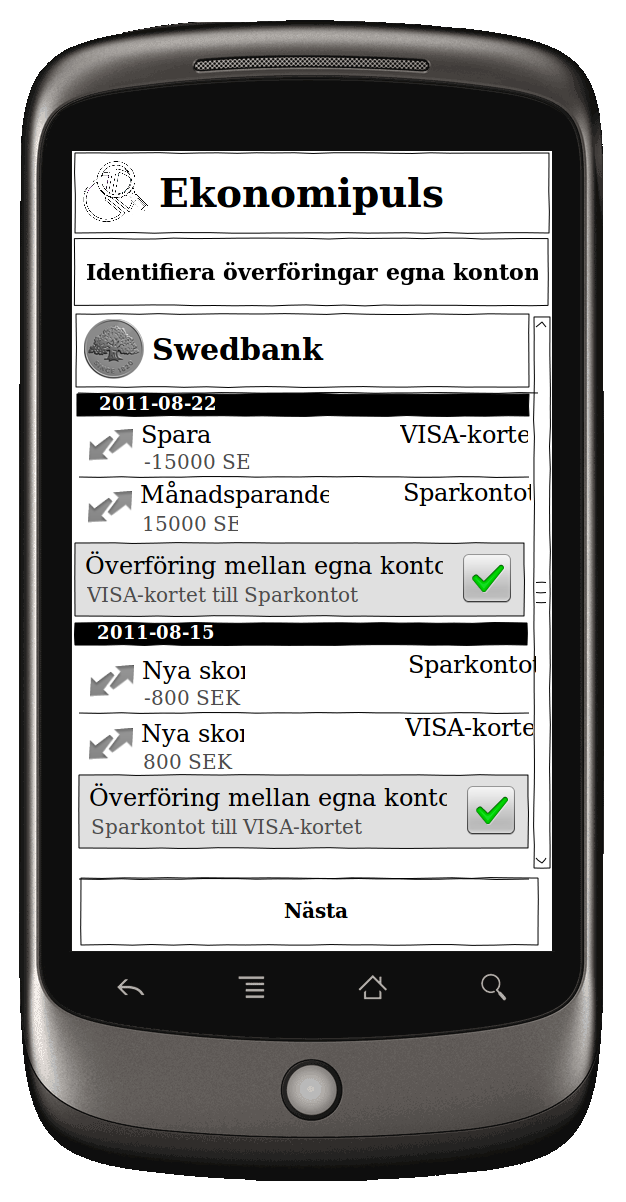 Ekonomipuls
Identifiera överföringar egna konton
Swedbank
2011-08-22
Spara VISA-korte
-15000 SE
Månadsparande Sparkontot
15000 SE
Överföring mellan egna konto
VISA-kortet till Sparkontot
2011-08-15
Nya skor Sparkontot
-800 SEK
Nya skor VISA-korte
800 SEK
Överföring mellan egna konto
Sparkontot till VISA-kortet
Nästa